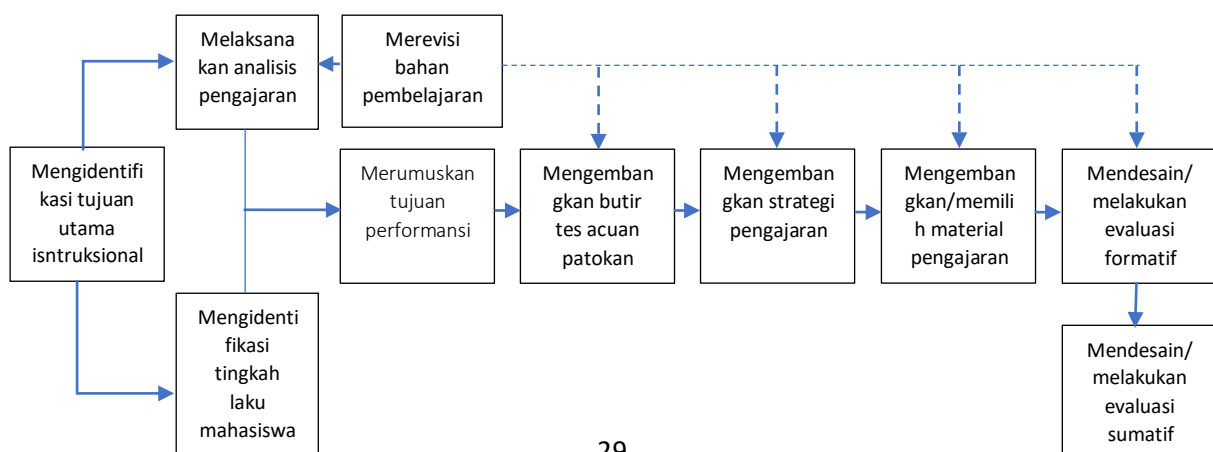 Melaksana
kan analisis
pengajaran
Merevisi
bahan
pembelajaran
Mengidentifi
kasi tujuan
utama
isntruksional
Merumuskan
tujuan
performansi
Mengemban
gkan butir
tes acuan
patokan
Mengemban
gkan strategi
pengajaran
Mengemban
gkan/memili
h material
pengajaran
Mendesain/
melakukan
evaluasi
formatif
Mengidenti
fikasi
tingkah
laku
mahasiswa
Mendesain/
melakukan
evaluasi
sumatif
29